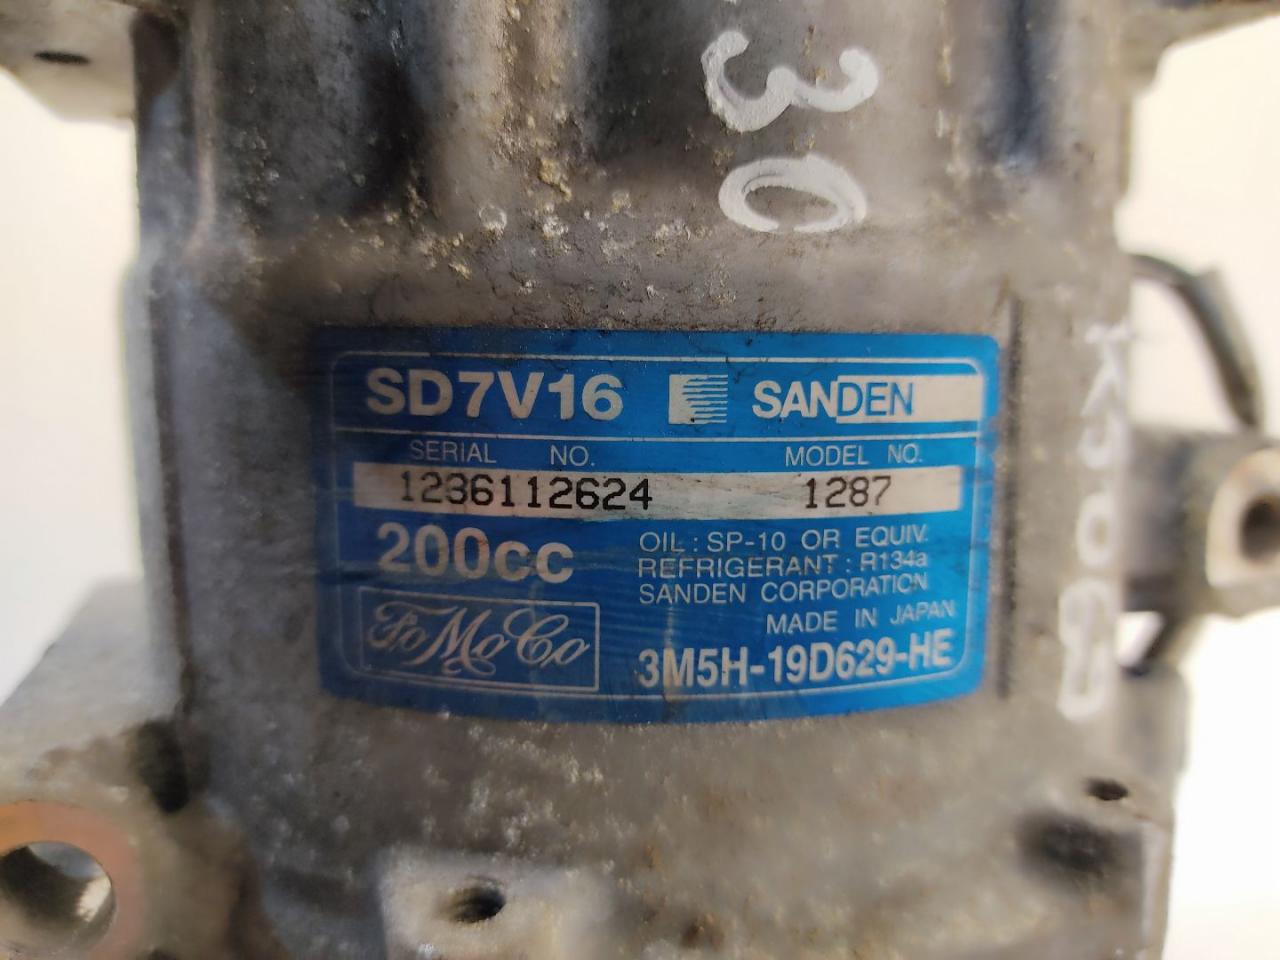 30
SD7V16 SANDEN
SERIAL NO. MODEL NO.
1236112624 1287
200cc
OIL : SP-10 OR EQUIV.
REFRIGERANT : R134a
SANDEN CORPORATION
MADE IN JAPAN
FoMoCo
3M5H-19D629-HE